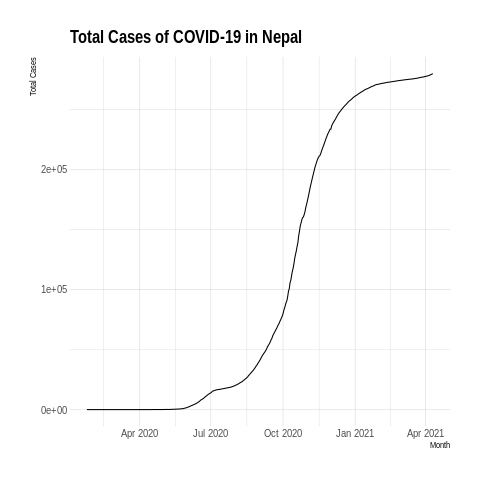 Total Cases of COVID-19 in Nepal
Total Cases
2e+05
1e+05
0e+00
Apr 2020 Jul 2020 Oct 2020 Jan 2021 Apr 2021
Month